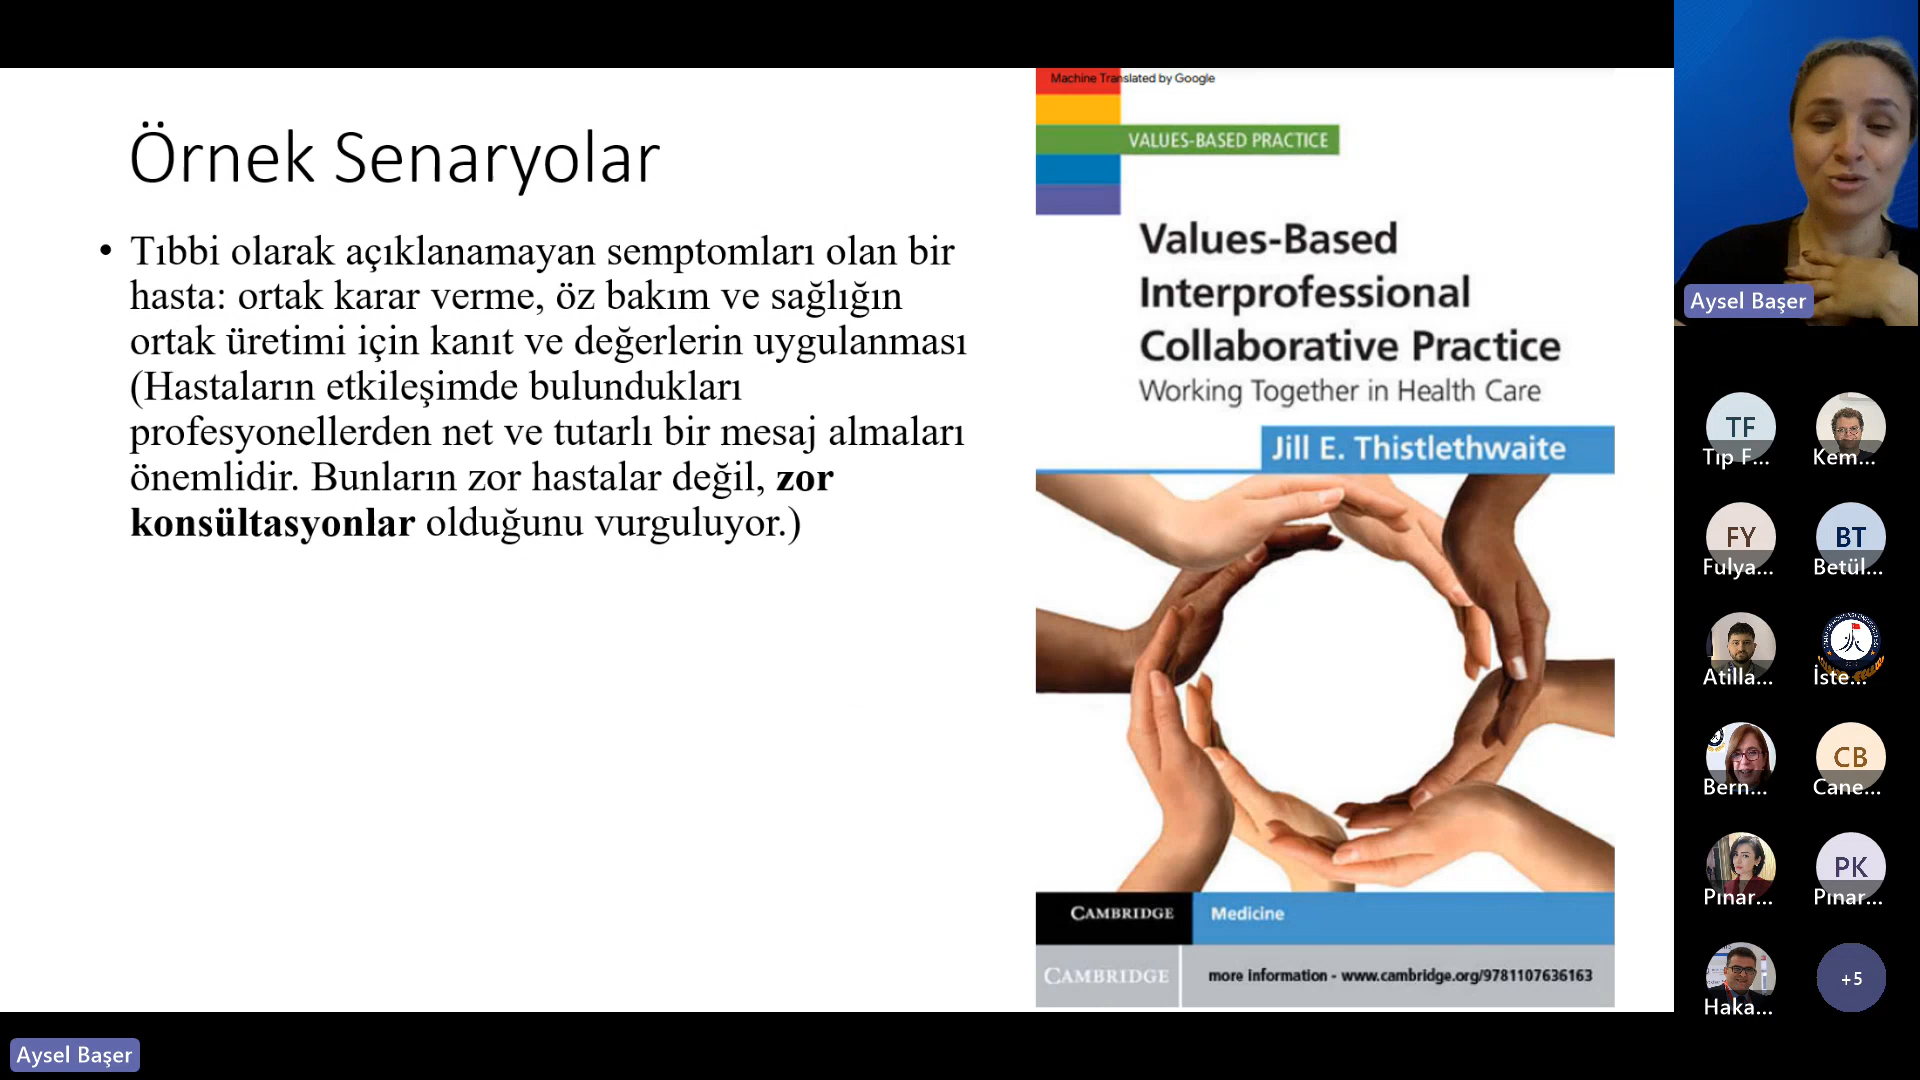 Örnek Senaryolar
• Tıbbi olarak açıklanamayan semptomları olan bir
hasta: ortak karar verme, öz bakım ve sağlığın
ortak üretimi için kanıt ve değerlerin uygulanması
(Hastaların etkileşimde bulundukları
profesyonellerden net ve tutarlı bir mesaj almaları
önemlidir. Bunların zor hastalar değil, zor
konsültasyonlar olduğunu vurguluyor.)
Machine Translated by Google
VALUES-BASED PRACTICE
Values-Based
Interprofessional
Collaborative Practice
Working Together in Health Care
Jill E. Thistlethwaite
CAMBRIDGE
Medicine
CAMBRIDGE
more information - www.cambridge.org/9781107636163
Aysel Başer
TF
Tıp F...
Kem...
FY
Fulya...
BT
Betül...
Atilla...
İste...
Bern...
CB
Cane...
Pınar...
PK
Pınar...
Haka...
+5
Aysel Başer